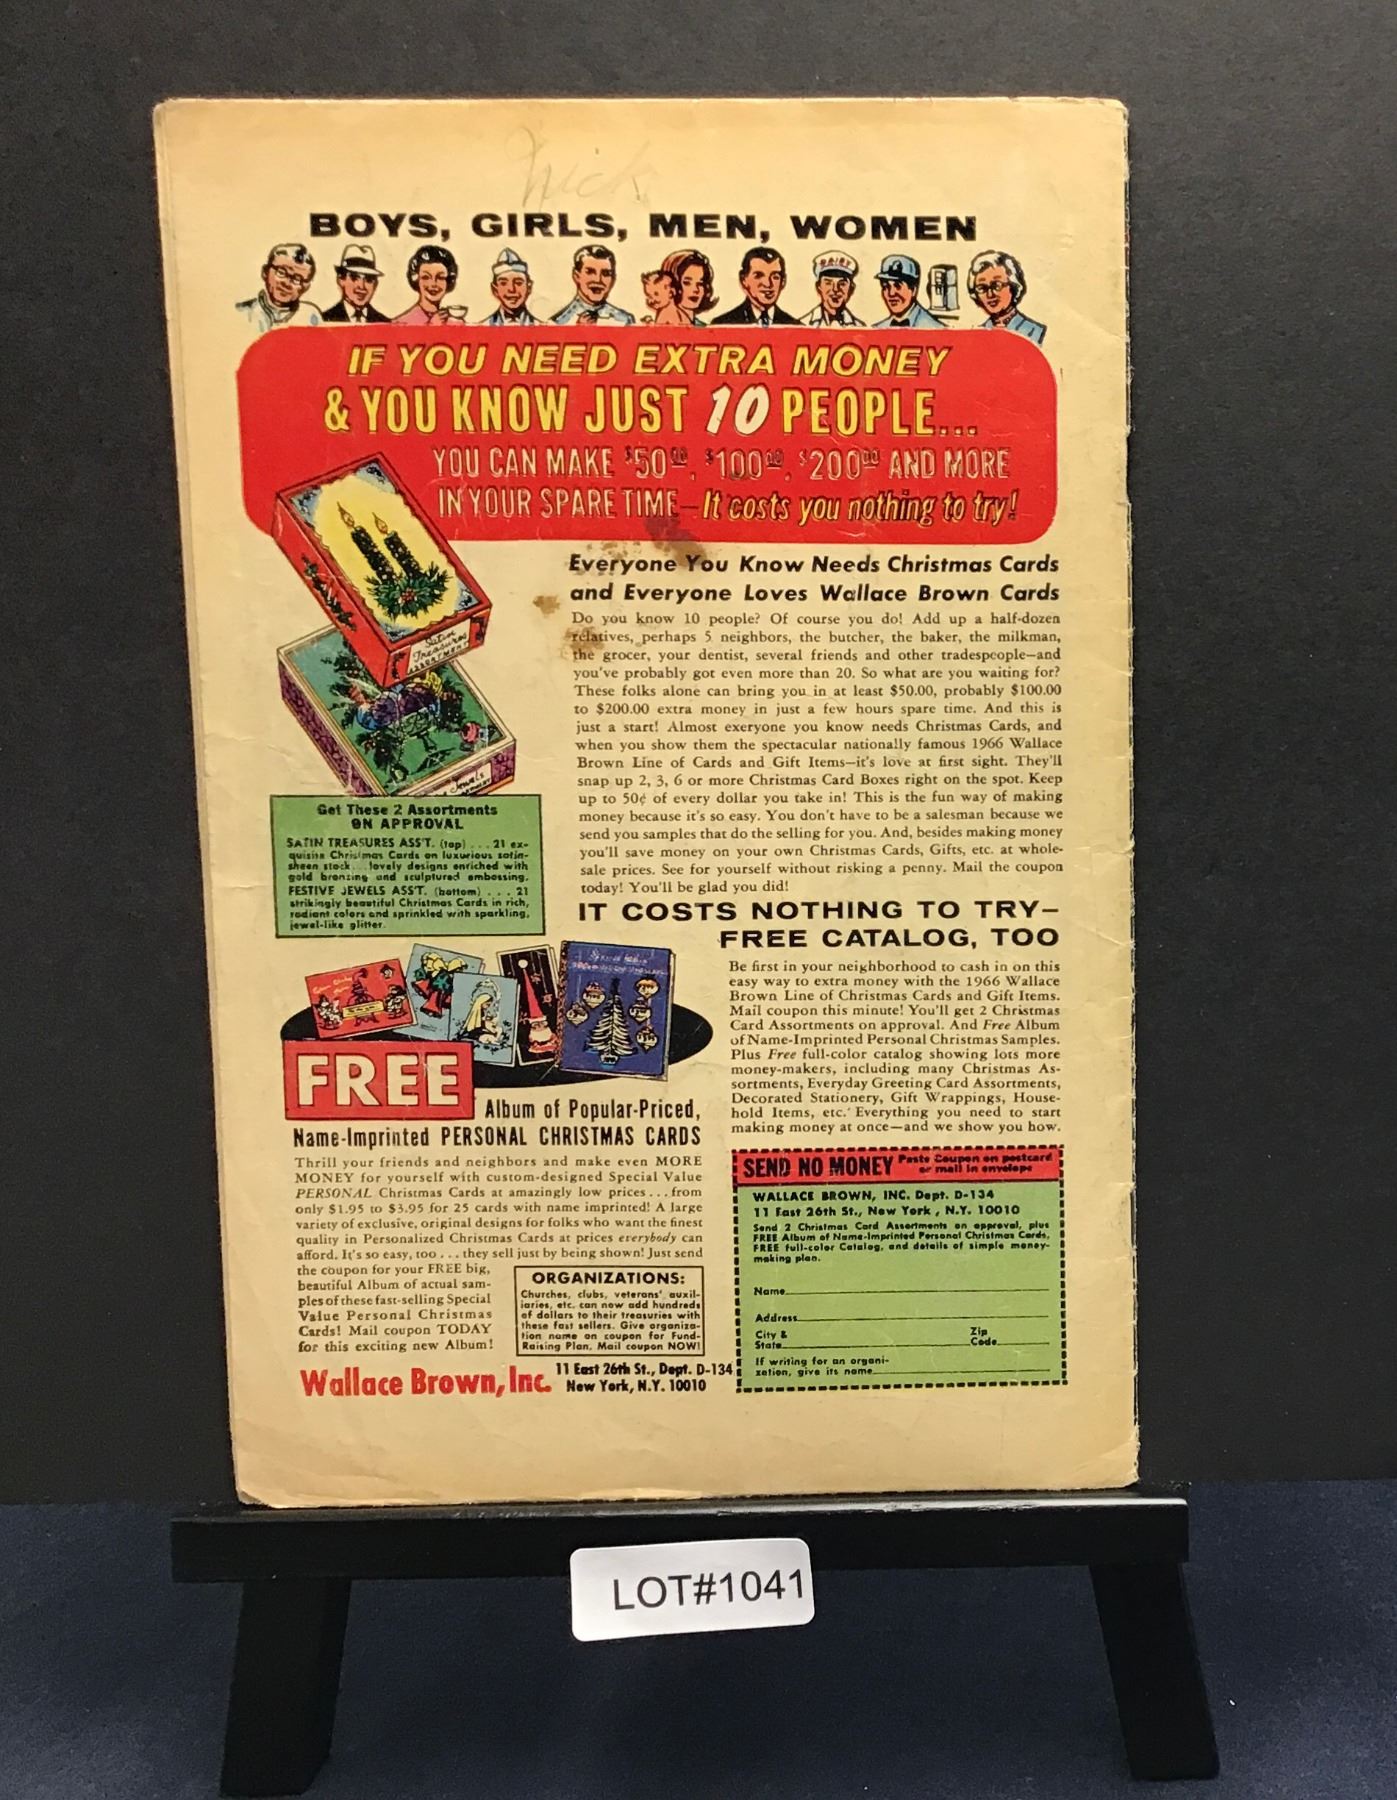 Nick
BOYS, GIRLS, MEN, WOMEN
DAIRY
IF YOU NEED EXTRA MONEY
& YOU KNOW JUST 10 PEOPLE...
YOU CAN MAKE $50.00, $100.00, $200.00 AND MORE
IN YOUR SPARE TIME—It costs you nothing to try!
Satin
Treasures
ASSORTMENT
Jewels
Get These 2 Assortments
ON APPROVAL
SATIN TREASURES ASS'T. (top) . . . 21 ex-
quisite Christmas Cards on luxurious satin-
sheen stock . . . lovely designs enriched with
gold bronzing and sculptured embossing.
FESTIVE JEWELS ASS'T. (bottom) . . . 21
strikingly beautiful Christmas Cards in rich,
radiant colors and sprinkled with sparkling,
jewel-like glitter.
Everyone You Know Needs Christmas Cards
and Everyone Loves Wallace Brown Cards
Do you know 10 people? Of course you do! Add up a half-dozen
relatives, perhaps 5 neighbors, the butcher, the baker, the milkman,
the grocer, your dentist, several friends and other tradespeople—and
you've probably got even more than 20. So what are you waiting for?
These folks alone can bring you in at least $50.00, probably $100.00
to $200.00 extra money in just a few hours spare time. And this is
just a start! Almost exeryone you know needs Christmas Cards, and
when you show them the spectacular nationally famous 1966 Wallace
Brown Line of Cards and Gift Items—it's love at first sight. They'll
snap up 2, 3, 6 or more Christmas Card Boxes right on the spot. Keep
up to 50¢ of every dollar you take in! This is the fun way of making
money because it's so easy. You don't have to be a salesman because we
send you samples that do the selling for you. And, besides making money
you'll save money on your own Christmas Cards, Gifts, etc. at whole-
sale prices. See for yourself without risking a penny. Mail the coupon
today! You'll be glad you did!
IT COSTS NOTHING TO TRY—
FREE CATALOG, TOO
Be first in your neighborhood to cash in on this
easy way to extra money with the 1966 Wallace
Brown Line of Christmas Cards and Gift Items.
Mail coupon this minute! You'll get 2 Christmas
Card Assortments on approval. And Free Album
of Name-Imprinted Personal Christmas Samples.
Plus Free full-color catalog showing lots more
money-makers, including many Christmas As-
sortments, Everyday Greeting Card Assortments,
Decorated Stationery, Gift Wrappings, House-
hold Items, etc. Everything you need to start
making money at once—and we show you how.
FREE
Album of Popular-Priced,
Name-Imprinted PERSONAL CHRISTMAS CARDS
Thrill your friends and neighbors and make even MORE
MONEY for yourself with custom-designed Special Value
PERSONAL Christmas Cards at amazingly low prices . . . from
only $1.95 to $3.95 for 25 cards with name imprinted! A large
variety of exclusive, original designs for folks who want the finest
quality in Personalized Christmas Cards at prices everybody can
afford. It's so easy, too . . . they sell just by being shown! Just send
the coupon for your FREE big,
beautiful Album of actual sam-
ples of these fast-selling Special
Value Personal Christmas
Cards! Mail coupon TODAY
for this exciting new Album!
ORGANIZATIONS:
Churches, clubs, veterans' auxil-
iaries, etc. can now add hundreds
of dollars to their treasuries with
these fast sellers. Give organiza-
tion name on coupon for Fund-
Raising Plan. Mail coupon NOW!
Wallace Brown, Inc.
11 East 26th St., Dept. D-134
New York, N.Y. 10010
SEND NO MONEY Paste Coupon on postcard
or mail in envelope
WALLACE BROWN, INC. Dept. D-134
11 East 26th St., New York, N.Y. 10010
Send 2 Christmas Card Assortments on approval, plus
FREE Album of Name-Imprinted Personal Christmas Cards,
FREE full-color Catalog, and details of simple money-
making plan.
Name
Address
City &
State
Zip
Code
If writing for an organi-
zation, give its name
LOT#1041